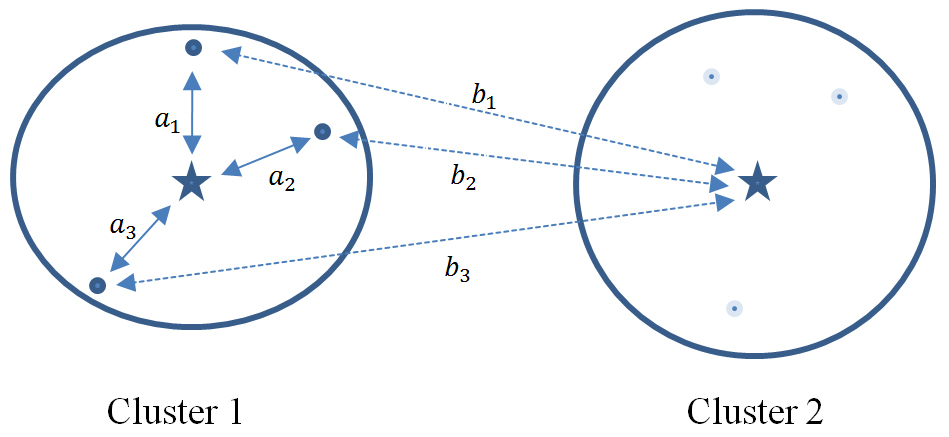 b₁
a₁
b₂
a₂
a₃
b₃
Cluster 1
Cluster 2